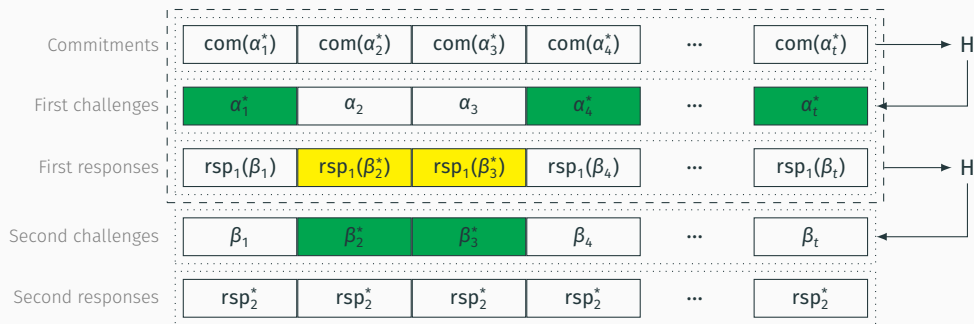 Commitments com(α₁*) com(α₂*) com(α₃*) com(α₄*) ... com(αₜ*) H
First challenges α₁* α₂ α₃ α₄* ... αₜ*
First responses rsp₁(β₁) rsp₁(β₂*) rsp₁(β₃*) rsp₁(β₄) ... rsp₁(βₜ) H
Second challenges β₁ β₂* β₃* β₄ ... βₜ
Second responses rsp₂* rsp₂* rsp₂* rsp₂* ... rsp₂*